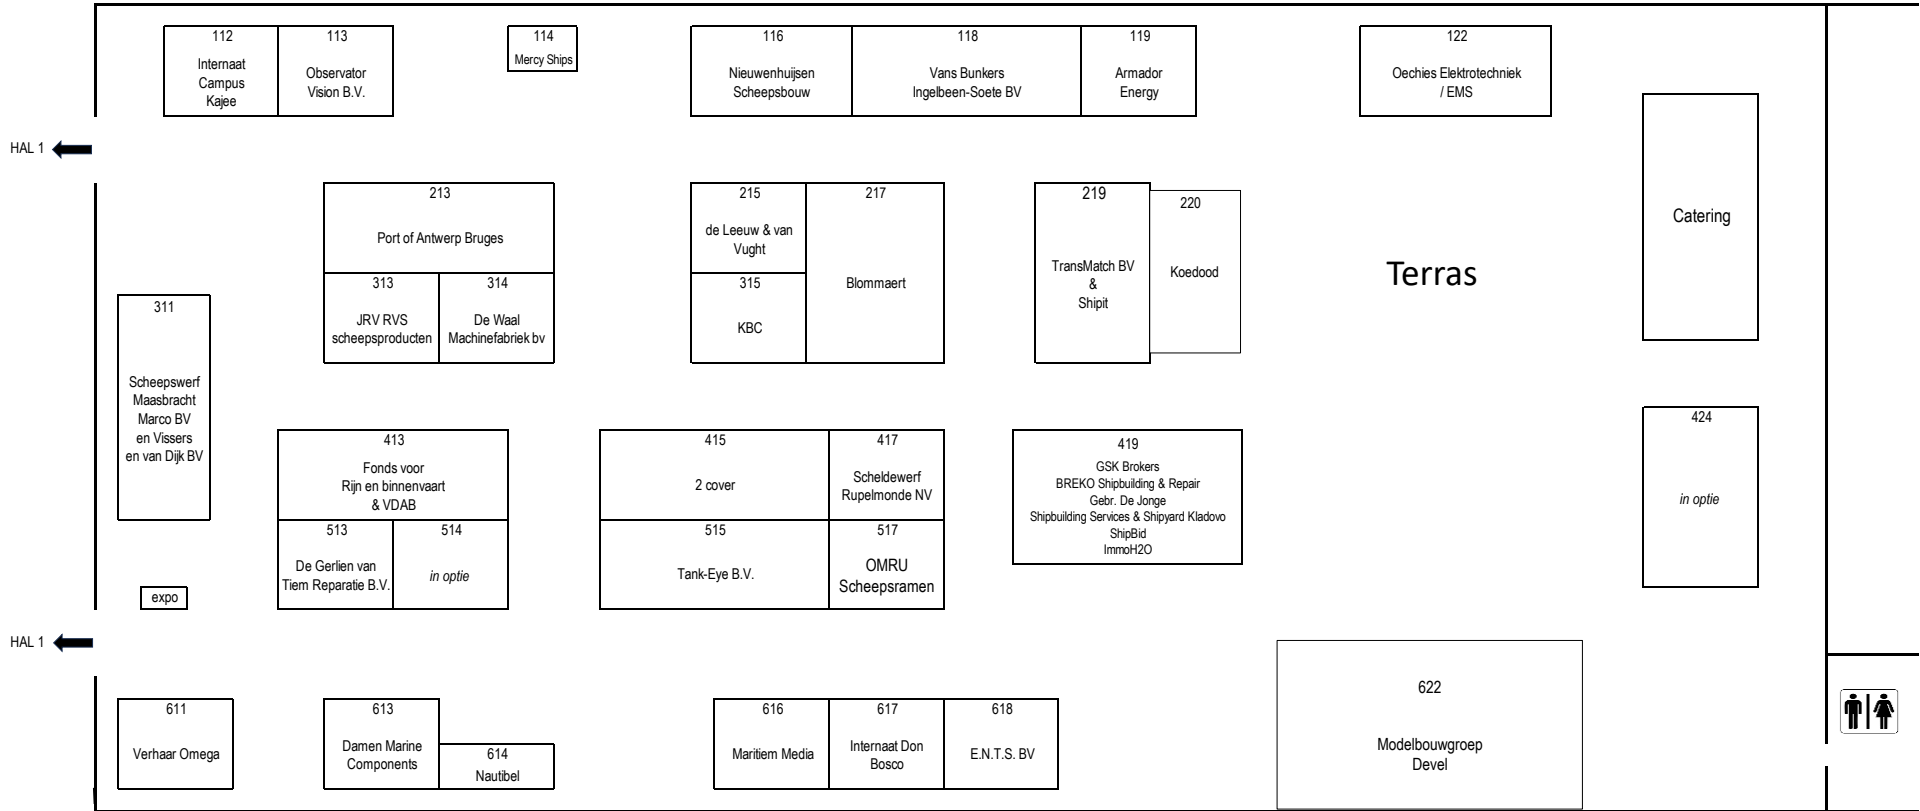 112
Internaat
Campus
Kajee
113
Observator
Vision B.V.
114
Mercy Ships
116
Nieuwenhuijsen
Scheepsbouw
118
Vans Bunkers
Ingelbeen-Soete BV
119
Armador
Energy
122
Oechies Elektrotechniek
/ EMS
HAL 1
213
Port of Antwerp Bruges
313
JRV RVS
scheepsproducten
314
De Waal
Machinefabriek bv
215
de Leeuw & van
Vught
315
KBC
217
Blommaert
219
TransMatch BV
&
Shipit
220
Koedood
Terras
Catering
311
Scheepswerf
Maasbracht
Marco BV
en Vissers
en van Dijk BV
413
Fonds voor
Rijn en binnenvaart
& VDAB
513
De Gerlien van
Tiem Reparatie B.V.
514
in optie
415
2 cover
417
Scheldewerf
Rupelmonde NV
515
Tank-Eye B.V.
517
OMRU
Scheepsramen
419
GSK Brokers
BREKO Shipbuilding & Repair
Gebr. De Jonge
Shipbuilding Services & Shipyard Kladovo
ShipBid
ImmoH2O
424
in optie
expo
HAL 1
611
Verhaar Omega
613
Damen Marine
Components
614
Nautibel
616
Maritiem Media
617
Internaat Don
Bosco
618
E.N.T.S. BV
622
Modelbouwgroep
Devel